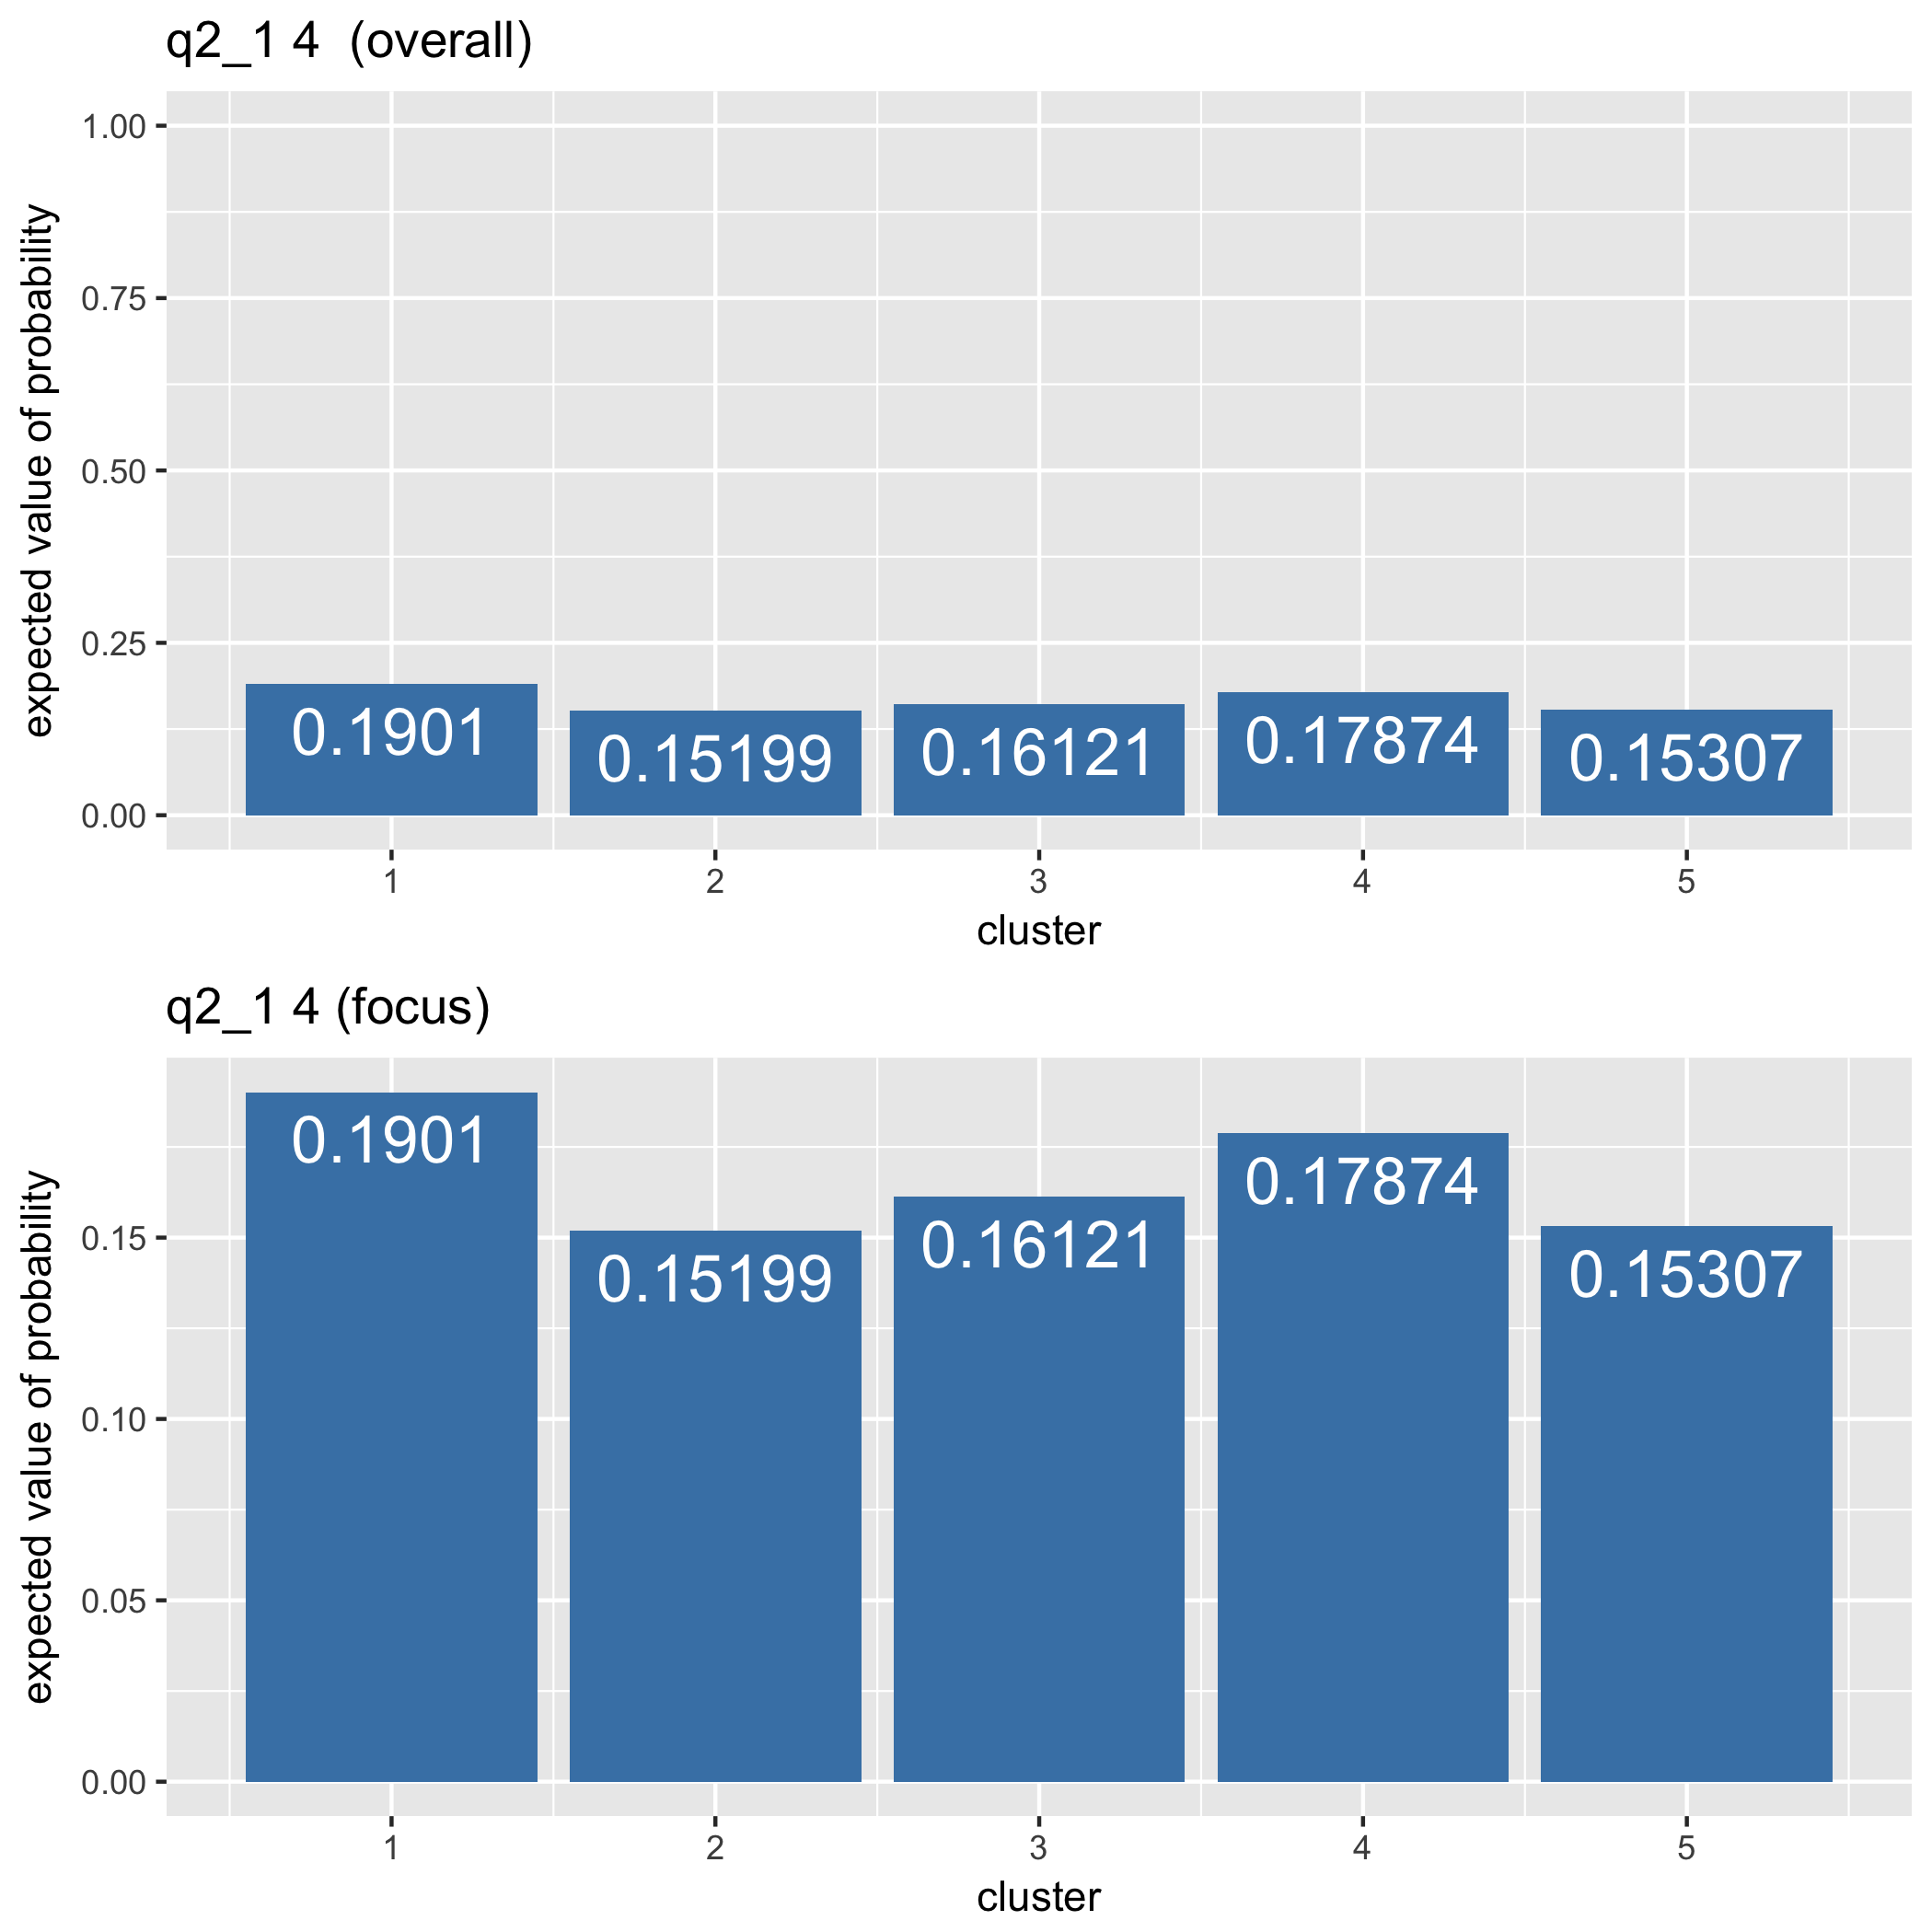 q2_1 4  (overall)
expected value of probability
1.00
0.75
0.50
0.25
0.00
0.1901
0.15199
0.16121
0.17874
0.15307
1 2 3 4 5
cluster
q2_1 4 (focus)
expected value of probability
0.15
0.10
0.05
0.00
0.1901
0.15199
0.16121
0.17874
0.15307
1 2 3 4 5
cluster